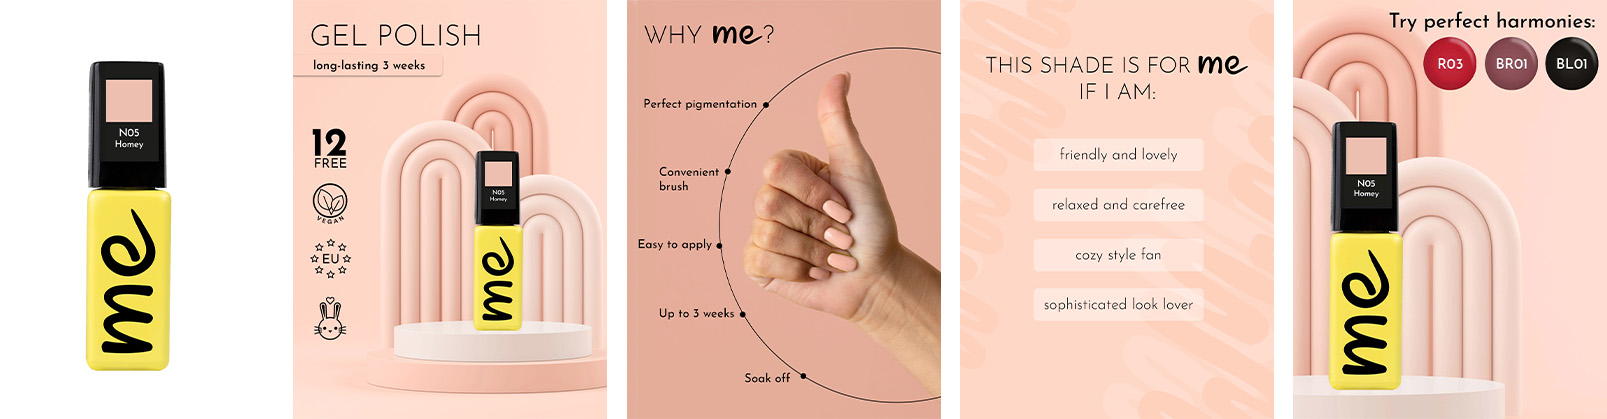 N05
Homey
me
GEL POLISH
long-lasting 3 weeks
12
FREE
VEGAN
EU
N05
Homey
me
WHY me?
Perfect pigmentation
Convenient
brush
Easy to apply
Up to 3 weeks
Soak off
THIS SHADE IS FOR me
IF I AM:
friendly and lovely
relaxed and carefree
cozy style fan
sophisticated look lover
Try perfect harmonies:
R03
BR01
BL01
N05
Homey
me